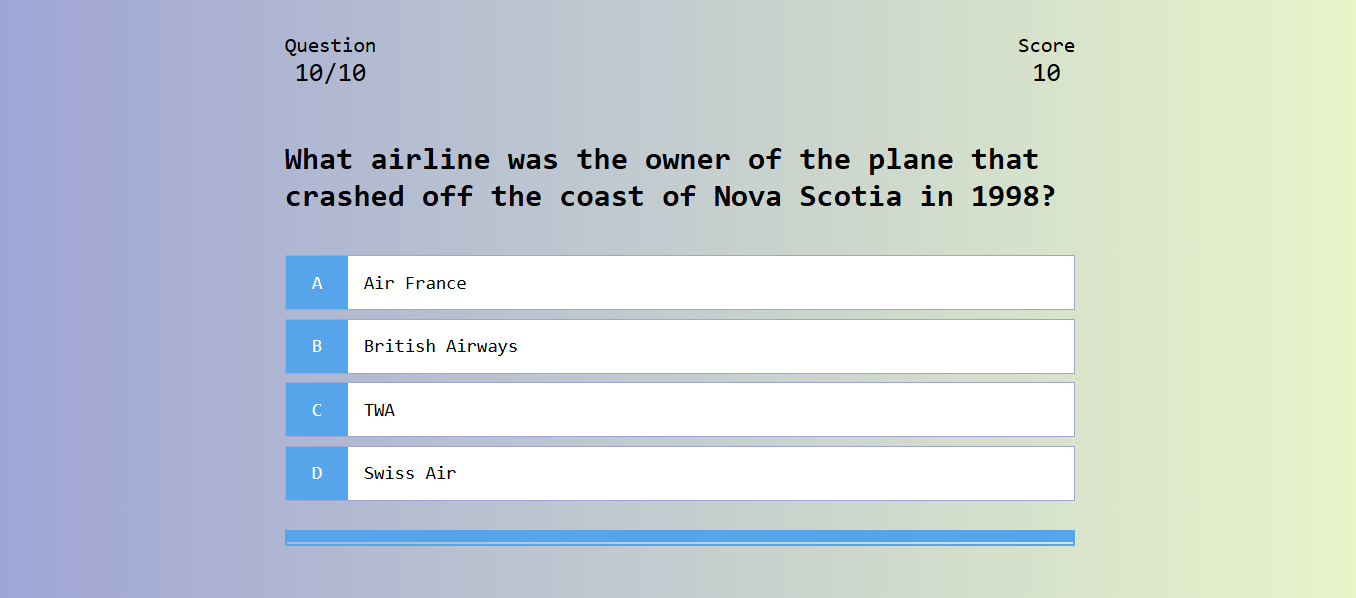 Question
10/10
Score
10
What airline was the owner of the plane that
crashed off the coast of Nova Scotia in 1998?
A Air France
B British Airways
C TWA
D Swiss Air